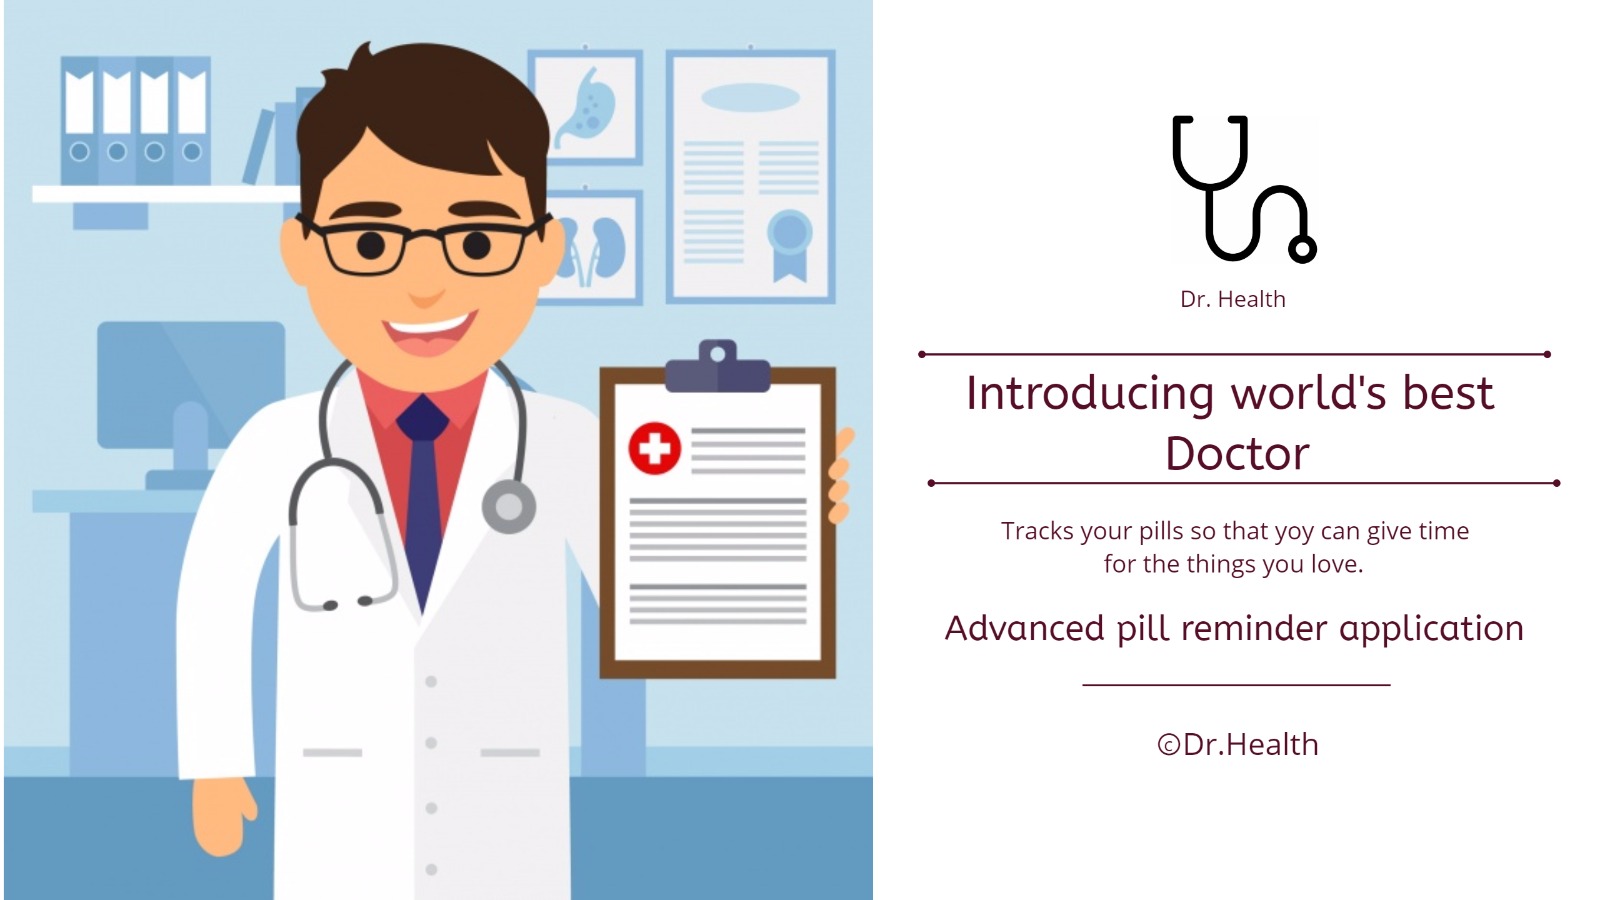 Dr. Health
Introducing world's best
Doctor
Tracks your pills so that yoy can give time
for the things you love.
Advanced pill reminder application
©Dr.Health